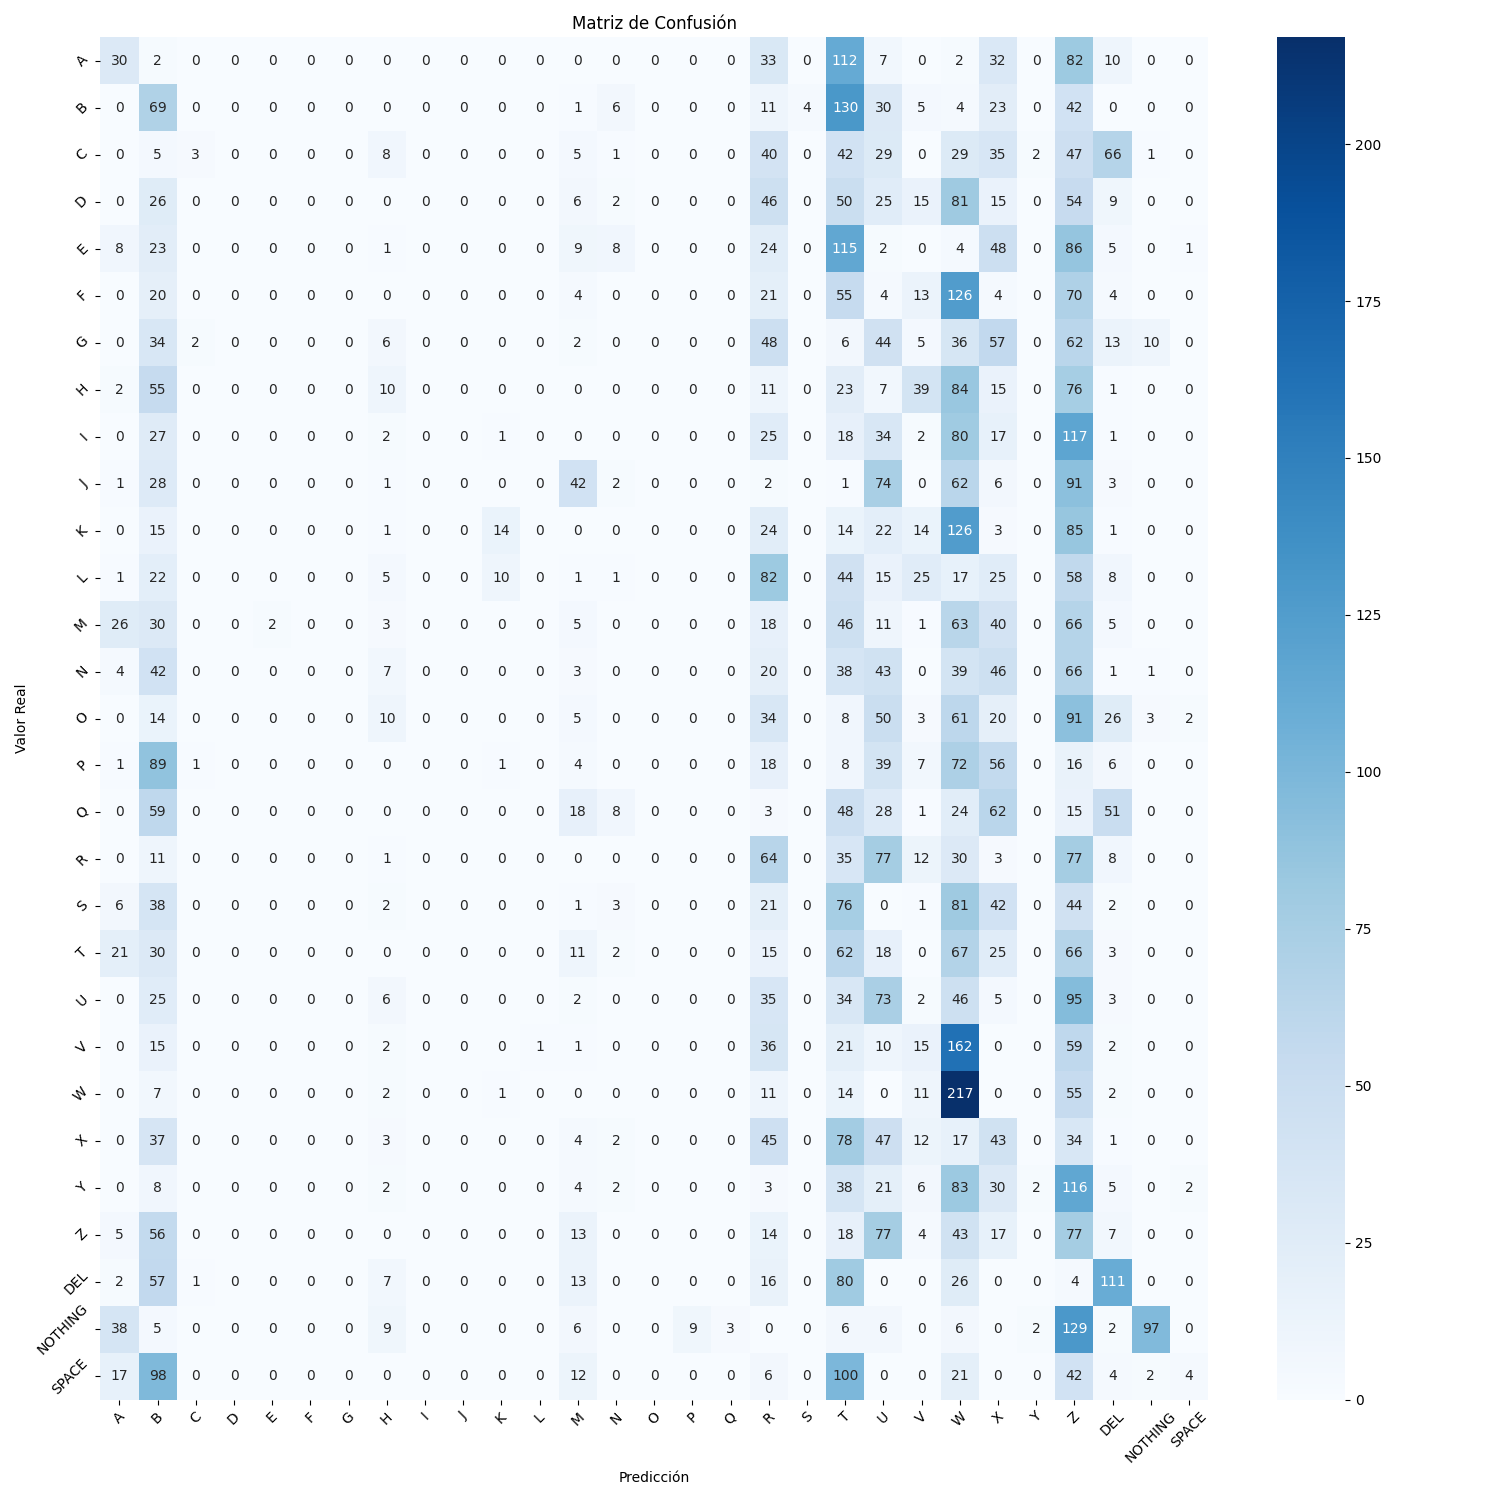 Matriz de Confusión
A 30 2 0 0 0 0 0 0 0 0 0 0 0 0 0 0 0 33 0 112 7 0 2 32 0 82 10 0 0
B 0 69 0 0 0 0 0 0 0 0 0 0 1 6 0 0 0 11 4 130 30 5 4 23 0 42 0 0 0
C 0 5 3 0 0 0 0 8 0 0 0 0 5 1 0 0 0 40 0 42 29 0 29 35 2 47 66 1 0
D 0 26 0 0 0 0 0 0 0 0 0 0 6 2 0 0 0 46 0 50 25 15 81 15 0 54 9 0 0
E 8 23 0 0 0 0 0 1 0 0 0 0 9 8 0 0 0 24 0 115 2 0 4 48 0 86 5 0 1
F 0 20 0 0 0 0 0 0 0 0 0 0 4 0 0 0 0 21 0 55 4 13 126 4 0 70 4 0 0
G 0 34 2 0 0 0 0 6 0 0 0 0 2 0 0 0 0 48 0 6 44 5 36 57 0 62 13 10 0
H 2 55 0 0 0 0 0 10 0 0 0 0 0 0 0 0 0 11 0 23 7 39 84 15 0 76 1 0 0
I 0 27 0 0 0 0 0 2 0 0 1 0 0 0 0 0 0 25 0 18 34 2 80 17 0 117 1 0 0
J 1 28 0 0 0 0 0 1 0 0 0 0 42 2 0 0 0 2 0 1 74 0 62 6 0 91 3 0 0
K 0 15 0 0 0 0 0 1 0 0 14 0 0 0 0 0 0 24 0 14 22 14 126 3 0 85 1 0 0
L 1 22 0 0 0 0 0 5 0 0 10 0 1 1 0 0 0 82 0 44 15 25 17 25 0 58 8 0 0
M 26 30 0 0 2 0 0 3 0 0 0 0 5 0 0 0 0 18 0 46 11 1 63 40 0 66 5 0 0
N 4 42 0 0 0 0 0 7 0 0 0 0 3 0 0 0 0 20 0 38 43 0 39 46 0 66 1 1 0
O 0 14 0 0 0 0 0 10 0 0 0 0 5 0 0 0 0 34 0 8 50 3 61 20 0 91 26 3 2
P 1 89 1 0 0 0 0 0 0 0 1 0 4 0 0 0 0 18 0 8 39 7 72 56 0 16 6 0 0
Q 0 59 0 0 0 0 0 0 0 0 0 0 18 8 0 0 0 3 0 48 28 1 24 62 0 15 51 0 0
R 0 11 0 0 0 0 0 1 0 0 0 0 0 0 0 0 0 64 0 35 77 12 30 3 0 77 8 0 0
S 6 38 0 0 0 0 0 2 0 0 0 0 1 3 0 0 0 21 0 76 0 1 81 42 0 44 2 0 0
T 21 30 0 0 0 0 0 0 0 0 0 0 11 2 0 0 0 15 0 62 18 0 67 25 0 66 3 0 0
U 0 25 0 0 0 0 0 6 0 0 0 0 2 0 0 0 0 35 0 34 73 2 46 5 0 95 3 0 0
V 0 15 0 0 0 0 0 2 0 0 0 1 1 0 0 0 0 36 0 21 10 15 162 0 0 59 2 0 0
W 0 7 0 0 0 0 0 2 0 0 1 0 0 0 0 0 0 11 0 14 0 11 217 0 0 55 2 0 0
X 0 37 0 0 0 0 0 3 0 0 0 0 4 2 0 0 0 45 0 78 47 12 17 43 0 34 1 0 0
Y 0 8 0 0 0 0 0 2 0 0 0 0 4 2 0 0 0 3 0 38 21 6 83 30 2 116 5 0 2
Z 5 56 0 0 0 0 0 0 0 0 0 0 13 0 0 0 0 14 0 18 77 4 43 17 0 77 7 0 0
DEL 2 57 1 0 0 0 0 7 0 0 0 0 13 0 0 0 0 16 0 80 0 0 26 0 0 4 111 0 0
NOTHING 38 5 0 0 0 0 0 9 0 0 0 0 6 0 0 9 3 0 0 6 6 0 6 0 2 129 2 97 0
SPACE 17 98 0 0 0 0 0 0 0 0 0 0 12 0 0 0 0 6 0 100 0 0 21 0 0 42 4 2 4
A B C D E F G H I J K L M N O P Q R S T U V W X Y Z DEL NOTHING SPACE
Predicción
Valor Real
200
175
150
125
100
75
50
25
0